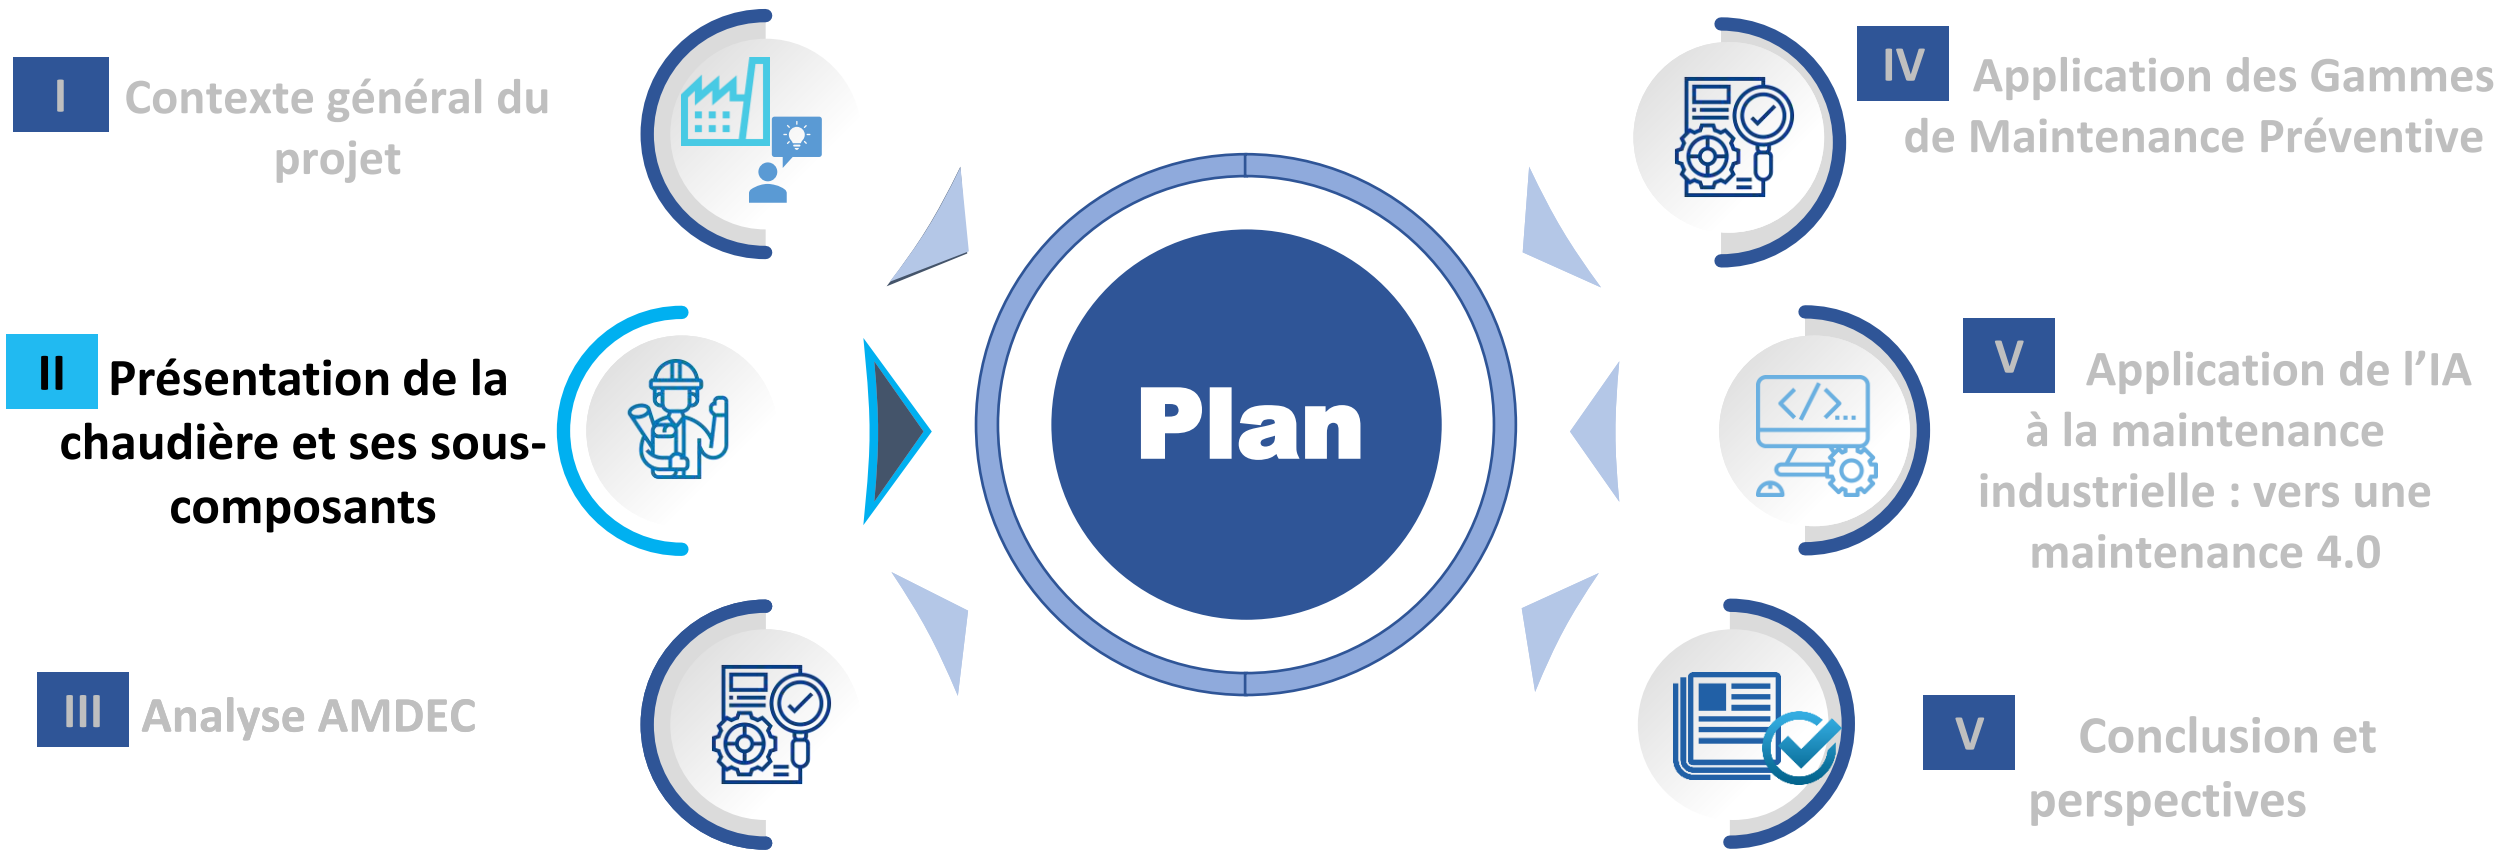 I
Contexte général du
projet
II
Présentation de la
chaudière et ses sous-
composants
III
Analyse AMDEC
Plan
IV
Application des Gammes
de Maintenance Préventive
V
Application de l’IA
à la maintenance
industrielle : vers une
maintenance 4.0
V
Conclusion et
perspectives